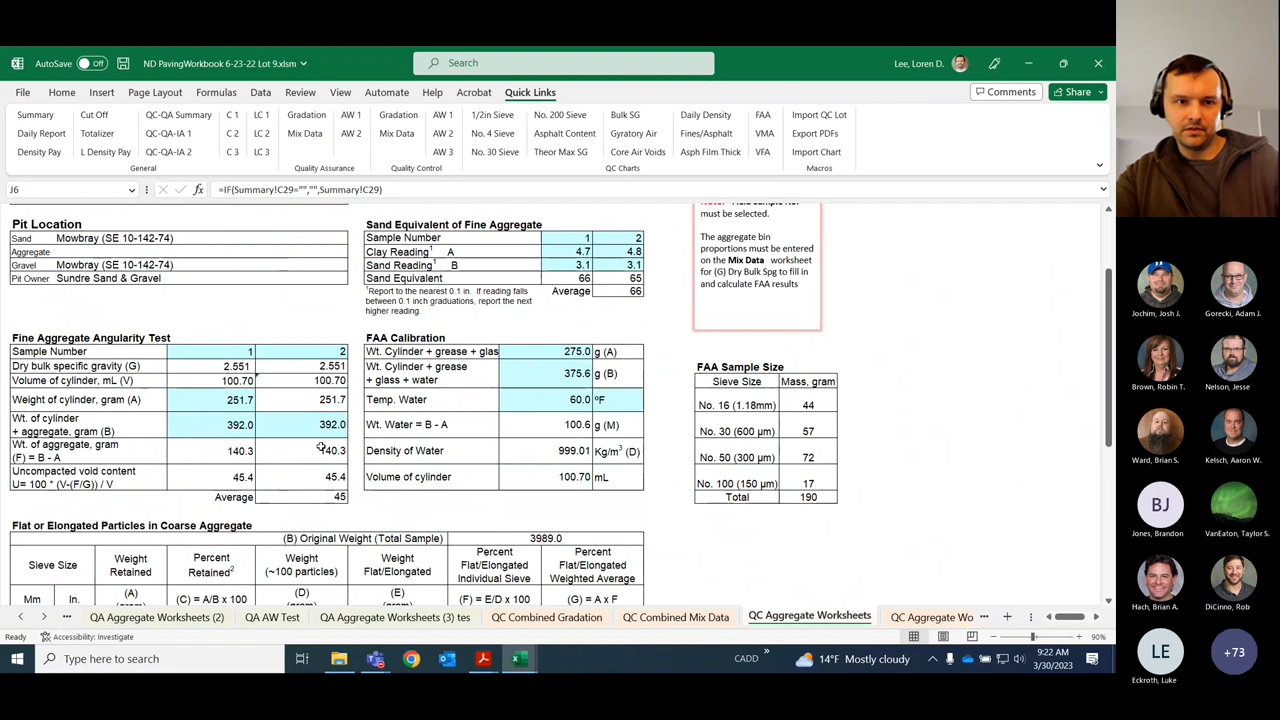 AutoSave Off ND PavingWorkbook 6-23-22 Lot 9.xlsm Search Lee, Loren D.
File Home Insert Page Layout Formulas Data Review View Automate Help Acrobat Quick Links Comments Share
Summary Cut Off QC-QA Summary C 1 LC 1 Gradation AW 1 Gradation AW 1 1/2in Sieve No. 200 Sieve Bulk SG Daily Density FAA Import QC Lot
Daily Report Totalizer QC-QA-IA 1 C 2 LC 2 Mix Data AW 2 Mix Data AW 2 No. 4 Sieve Asphalt Content Gyratory Air Fines/Asphalt VMA Export PDFs
Density Pay L Density Pay QC-QA-IA 2 C 3 LC 3 AW 3 No. 30 Sieve Theor Max SG Core Air Voids Asph Film Thick VFA Import Chart
General Quality Assurance Quality Control QC Charts Macros
J6 fx =IF(Summary!C29="","",Summary!C29)
Pit Location
Sand Mowbray (SE 10-142-74)
Aggregate
Gravel Mowbray (SE 10-142-74)
Pit Owner Sundre Sand & Gravel
Sand Equivalent of Fine Aggregate
Sample Number 1 2
Clay Reading1 A 4.7 4.8
Sand Reading1 B 3.1 3.1
Sand Equivalent 66 65
1Report to the nearest 0.1 in. If reading falls
between 0.1 inch graduations, report the next
higher reading.
Average 66
must be selected.
The aggregate bin
proportions must be entered
on the Mix Data worksheet
for (G) Dry Bulk Spg to fill in
and calculate FAA results
Fine Aggregate Angularity Test
Sample Number 1 2
Dry bulk specific gravity (G) 2.551 2.551
Volume of cylinder, mL (V) 100.70 100.70
Weight of cylinder, gram (A) 251.7 251.7
Wt. of cylinder
+ aggregate, gram (B) 392.0 392.0
Wt. of aggregate, gram
(F) = B - A 140.3 140.3
Uncompacted void content
U= 100 * (V-(F/G)) / V 45.4 45.4
Average 45
FAA Calibration
Wt. Cylinder + grease + glas 275.0 g (A)
Wt. Cylinder + grease
+ glass + water 375.6 g (B)
Temp. Water 60.0 ºF
Wt. Water = B - A 100.6 g (M)
Density of Water 999.01 Kg/m3 (D)
Volume of cylinder 100.70 mL
FAA Sample Size
Sieve Size Mass, gram
No. 16 (1.18mm) 44
No. 30 (600 µm) 57
No. 50 (300 µm) 72
No. 100 (150 µm) 17
Total 190
Flat or Elongated Particles in Coarse Aggregate
(B) Original Weight (Total Sample) 3989.0
Sieve Size
Weight
Retained
Percent
Retained2
Weight
(~100 particles)
Weight
Flat/Elongated
Percent
Flat/Elongated
Individual Sieve
Percent
Flat/Elongated
Weighted Average
Mm In. (A) (C) = A/B x 100 (D) (E) (F) = E/D x 100 (G) = A x F
QA Aggregate Worksheets (2) QA AW Test QA Aggregate Worksheets (3) tes QC Combined Gradation QC Combined Mix Data QC Aggregate Worksheets QC Aggregate Wo
Ready Accessibility: Investigate 90%
Type here to search CADD 14°F Mostly cloudy 9:22 AM
3/30/2023
Jochim, Josh J. Gorecki, Adam J.
Brown, Robin T. Nelson, Jesse
Ward, Brian S. Kelsch, Aaron W.
BJ
Jones, Brandon VanEaton, Taylor S.
Hach, Brian A. DiCinno, Rob
LE +73
Eckroth, Luke